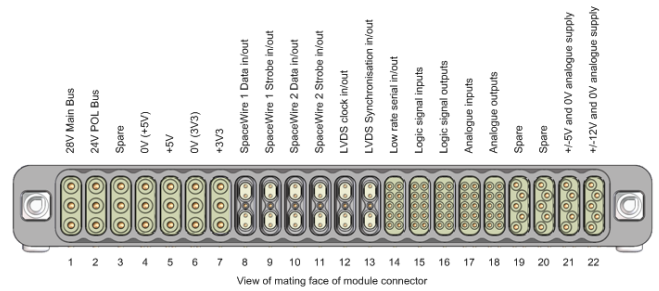 28V Main Bus
24V POL Bus
Spare
0V (+5V)
+5V
0V (3V3)
+3V3
SpaceWire 1 Data in/out
SpaceWire 1 Strobe in/out
SpaceWire 2 Data in/out
SpaceWire 2 Strobe in/out
LVDS clock in/out
LVDS Synchronisation in/out
Low rate serial in/out
Logic signal inputs
Logic signal outputs
Analogue inputs
Analogue outputs
Spare
Spare
+/-5V and 0V analogue supply
+/-12V and 0V analogue supply
1 2 3 4 5 6 7 8 9 10 11 12 13 14 15 16 17 18 19 20 21 22
View of mating face of module connector